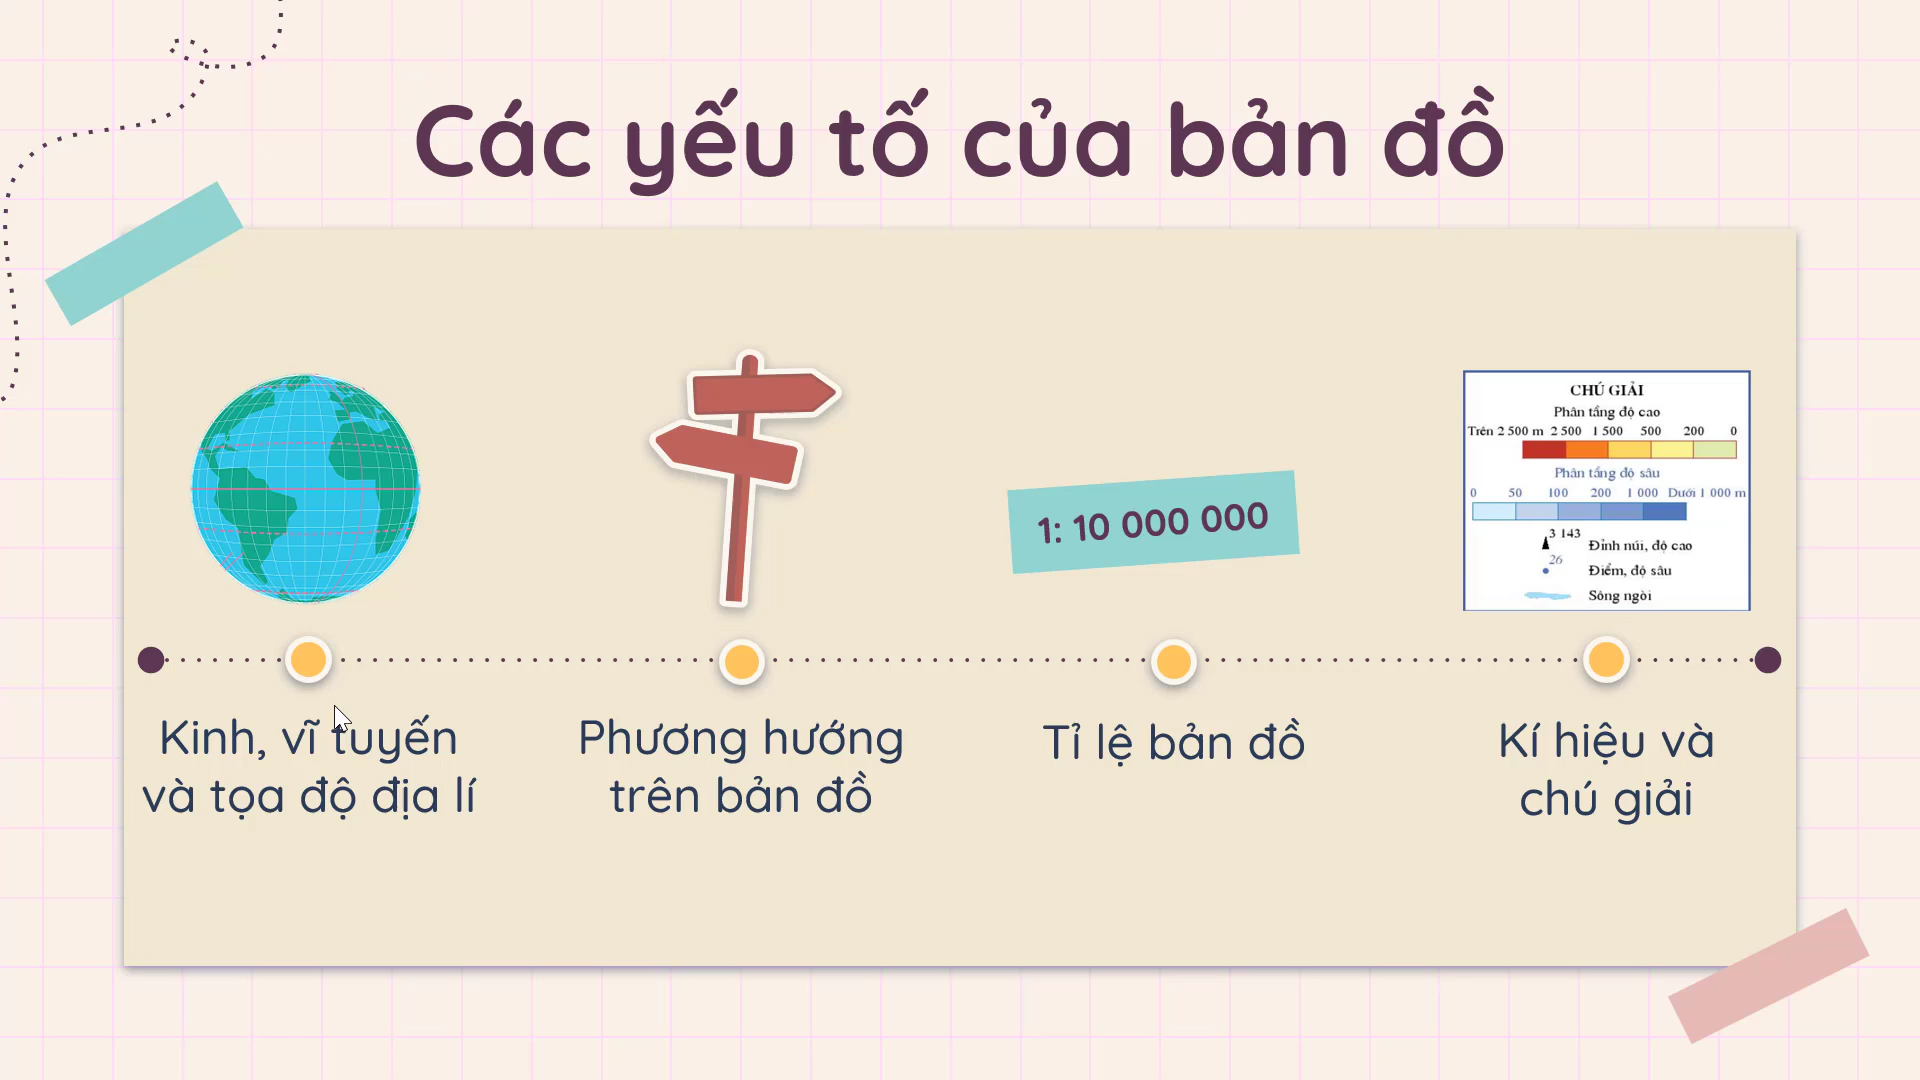 Các yếu tố của bản đồ
1: 10 000 000
CHÚ GIẢI
Phân tầng độ cao
Trên 2 500 m 2 500 1 500 500 200 0
Phân tầng độ sâu
0 50 100 200 1 000 Dưới 1 000 m
3 143
Đỉnh núi, độ cao
26
Điểm, độ sâu
Sông ngòi
Kinh, vĩ tuyến
và tọa độ địa lí
Phương hướng
trên bản đồ
Tỉ lệ bản đồ
Kí hiệu và
chú giải